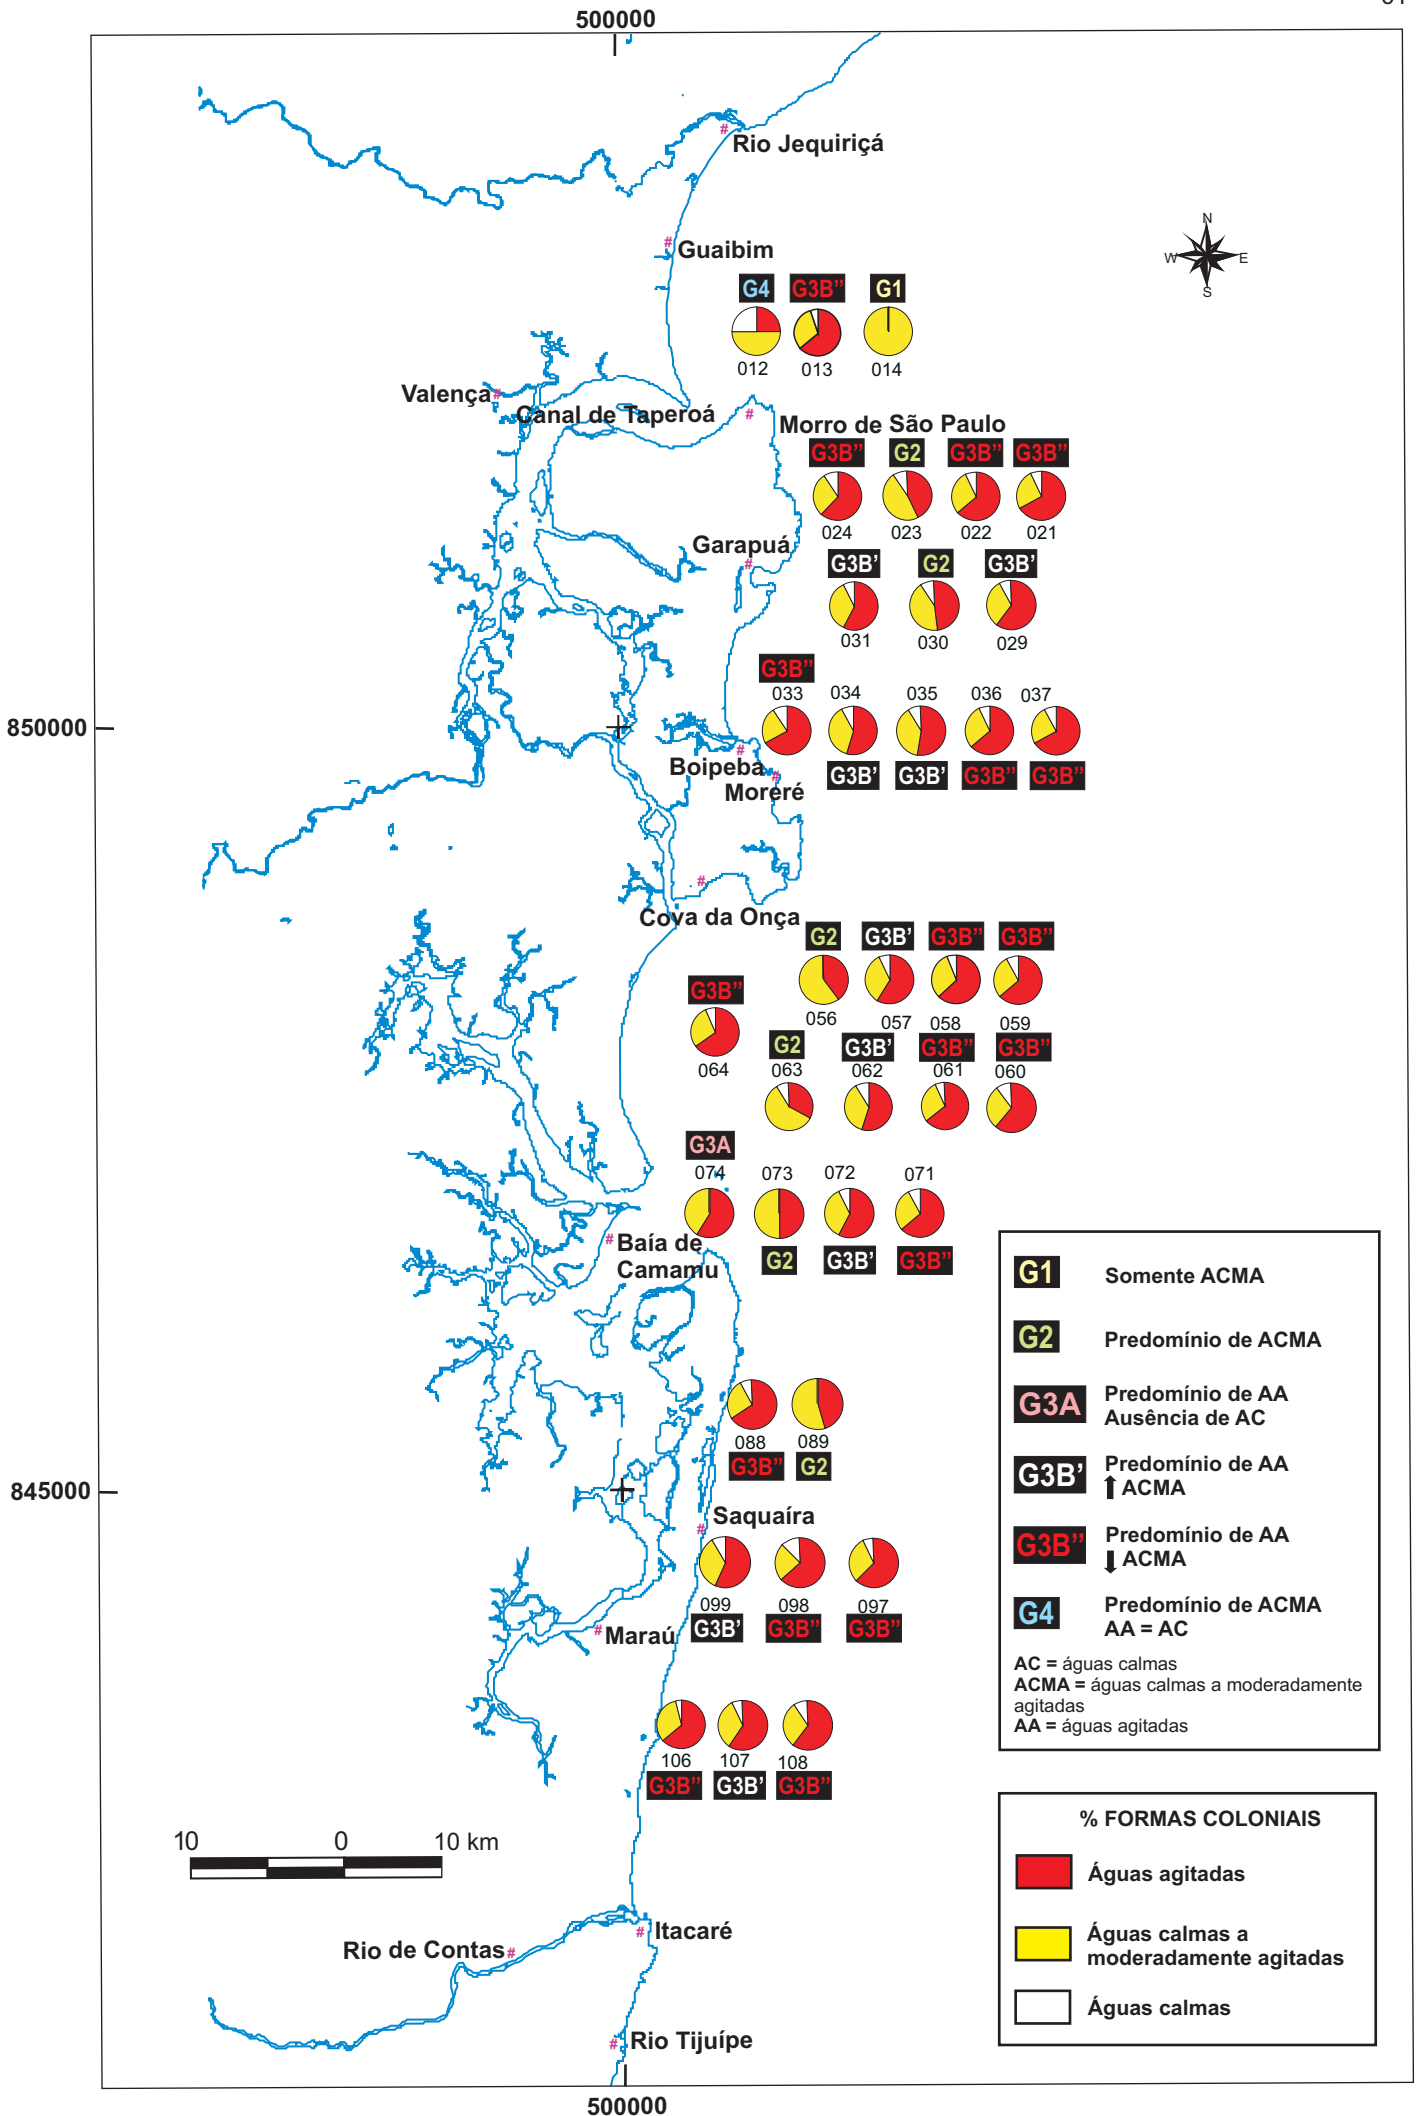 500000
Rio Jequiriçá
N
W E
S
Guaibim
G4 G3B” G1
012 013 014
Valença
Canal de Taperoá
Morro de São Paulo
G3B” G2 G3B” G3B”
024 023 022 021
Garapuá
G3B’ G2 G3B’
031 030 029
G3B”
033 034 035 036 037
850000
Boipeba
G3B’ G3B’ G3B” G3B”
Moreré
Cova da Onça
G2 G3B’ G3B” G3B”
056 057 058 059
G3B”
064
G2 G3B’ G3B” G3B”
063 062 061 060
G3A
074 073 072 071
G2 G3B’ G3B”
Baía de
Camamu
088 089
G3B” G2
845000
Saquaíra
099 098 097
G3B’ G3B” G3B”
Maraú
106 107 108
G3B” G3B’ G3B”
10 0 10 km
Itacaré
Rio de Contas
Rio Tijuípe
500000
G1 Somente ACMA
G2 Predomínio de ACMA
G3A Predomínio de AA
Ausência de AC
G3B’ Predomínio de AA
ACMA
G3B” Predomínio de AA
ACMA
G4 Predomínio de ACMA
AA = AC
AC = águas calmas
ACMA = águas calmas a moderadamente
agitadas
AA = águas agitadas
% FORMAS COLONIAIS
Águas agitadas
Águas calmas a
moderadamente agitadas
Águas calmas